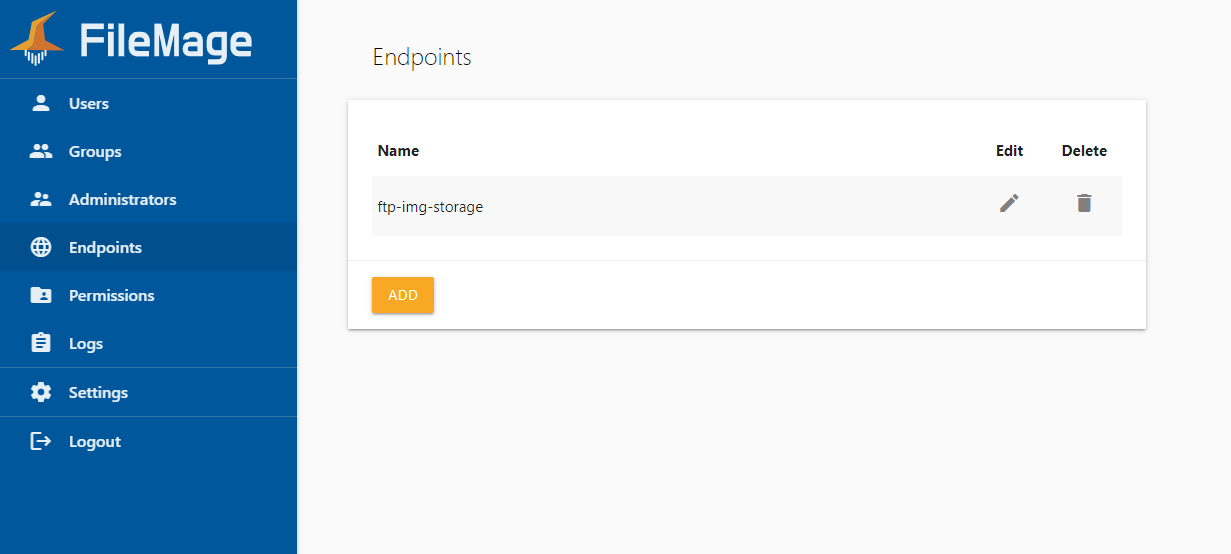 FileMage
Users
Groups
Administrators
Endpoints
Permissions
Logs
Settings
Logout
Endpoints
Name Edit Delete
ftp-img-storage
ADD